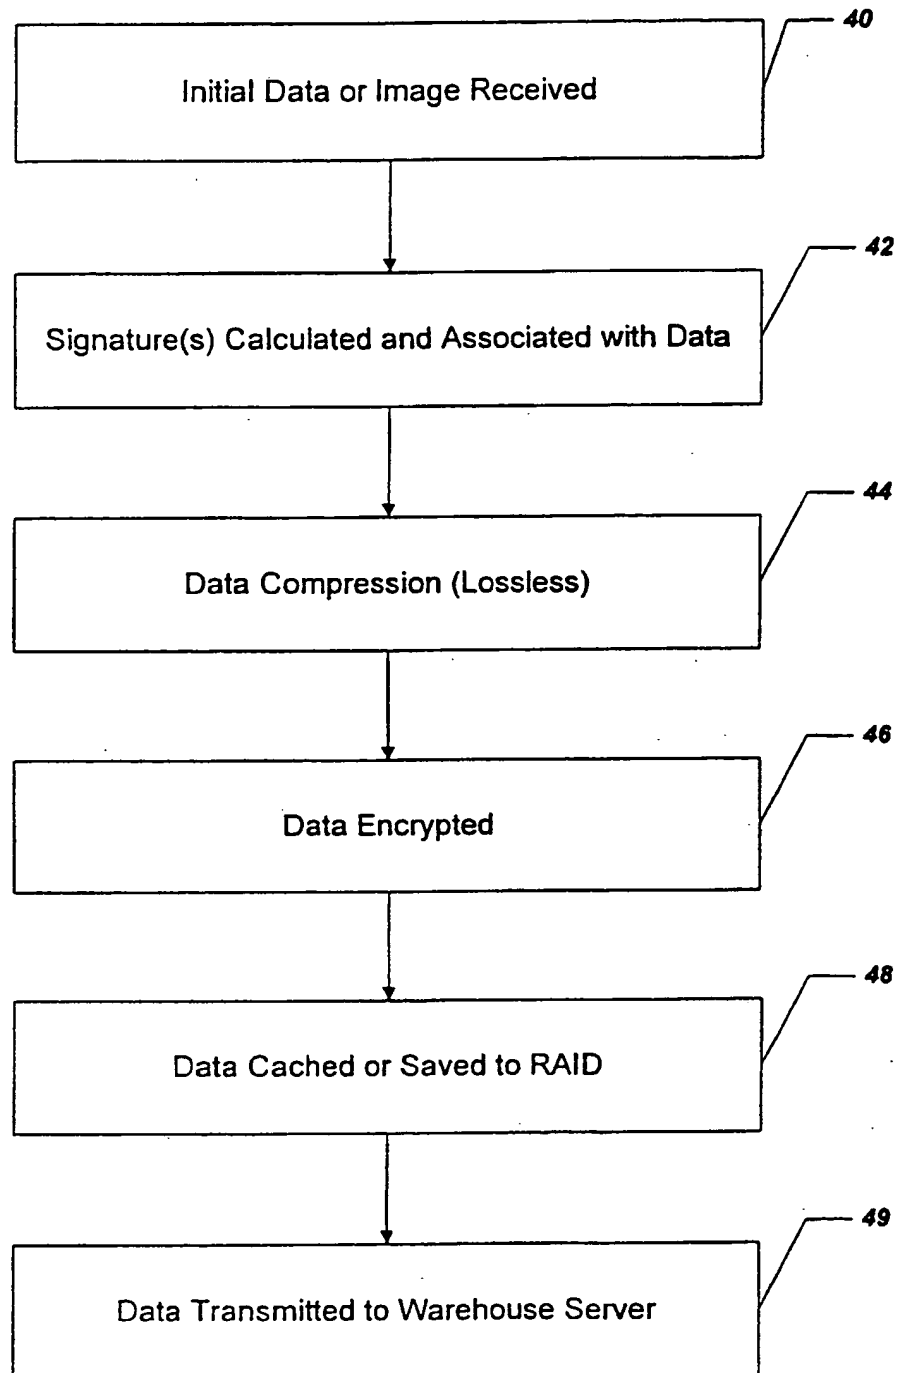 40
Initial Data or Image Received
42
Signature(s) Calculated and Associated with Data
44
Data Compression (Lossless)
46
Data Encrypted
48
Data Cached or Saved to RAID
49
Data Transmitted to Warehouse Server